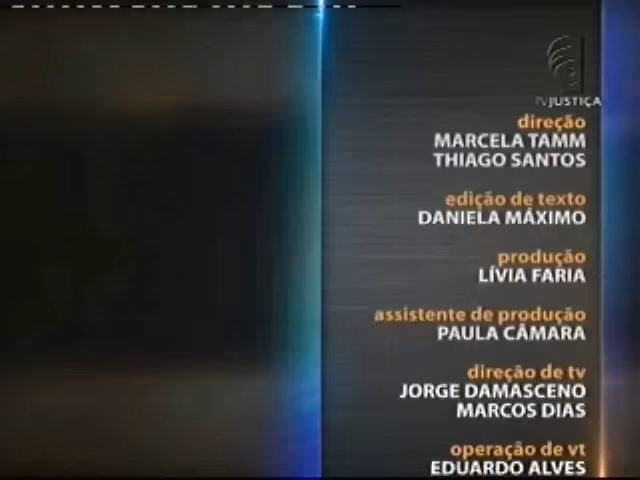 TV JUSTIÇA
direção
MARCELA TAMM
THIAGO SANTOS
edição de texto
DANIELA MÁXIMO
produção
LÍVIA FARIA
assistente de produção
PAULA CÂMARA
direção de tv
JORGE DAMASCENO
MARCOS DIAS
operação de vt
EDUARDO ALVES